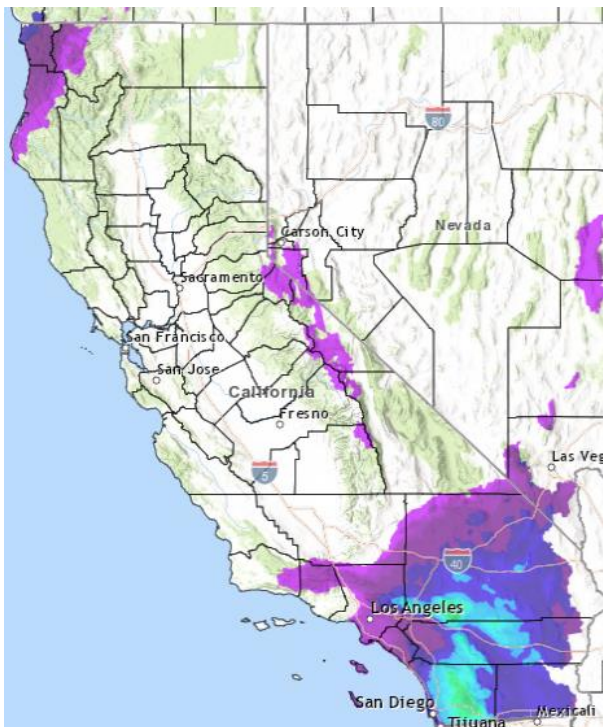 80
Carson City
Nevada
Sacramento
San Francisco
San Jose
California
Fresno
5
Las Veg
40
Los Angeles
San Diego
Tijuana
Mexicali